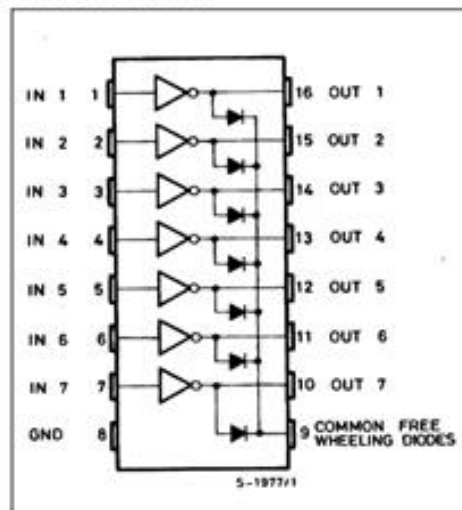 IN 1 1 16 OUT 1
IN 2 2 15 OUT 2
IN 3 3 14 OUT 3
IN 4 4 13 OUT 4
IN 5 5 12 OUT 5
IN 6 6 11 OUT 6
IN 7 7 10 OUT 7
GND 8 9 COMMON FREE
WHEELING DIODES
S-1977/1